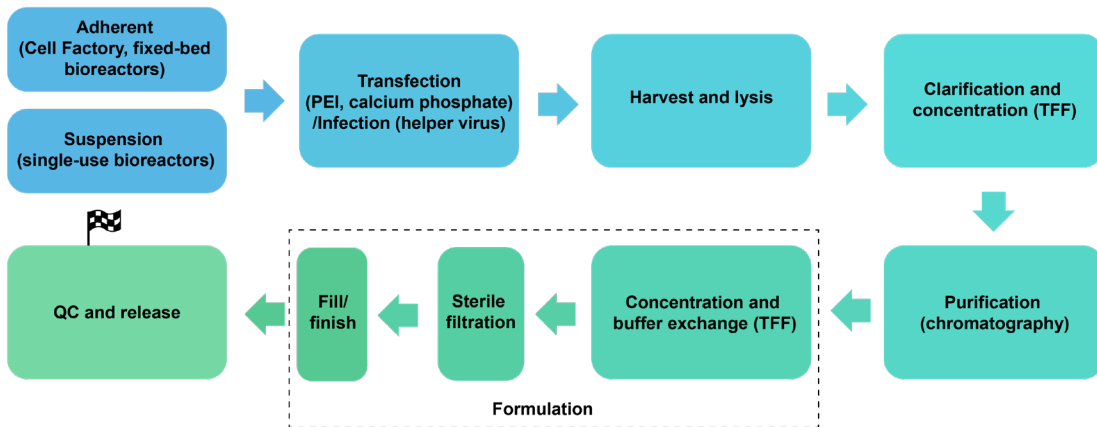 Adherent
(Cell Factory, fixed-bed
bioreactors)
Suspension
(single-use bioreactors)
Transfection
(PEI, calcium phosphate)
/Infection (helper virus)
Harvest and lysis
Clarification and
concentration (TFF)
Purification
(chromatography)
Concentration and
buffer exchange (TFF)
Sterile
filtration
Fill/
finish
Formulation
QC and release